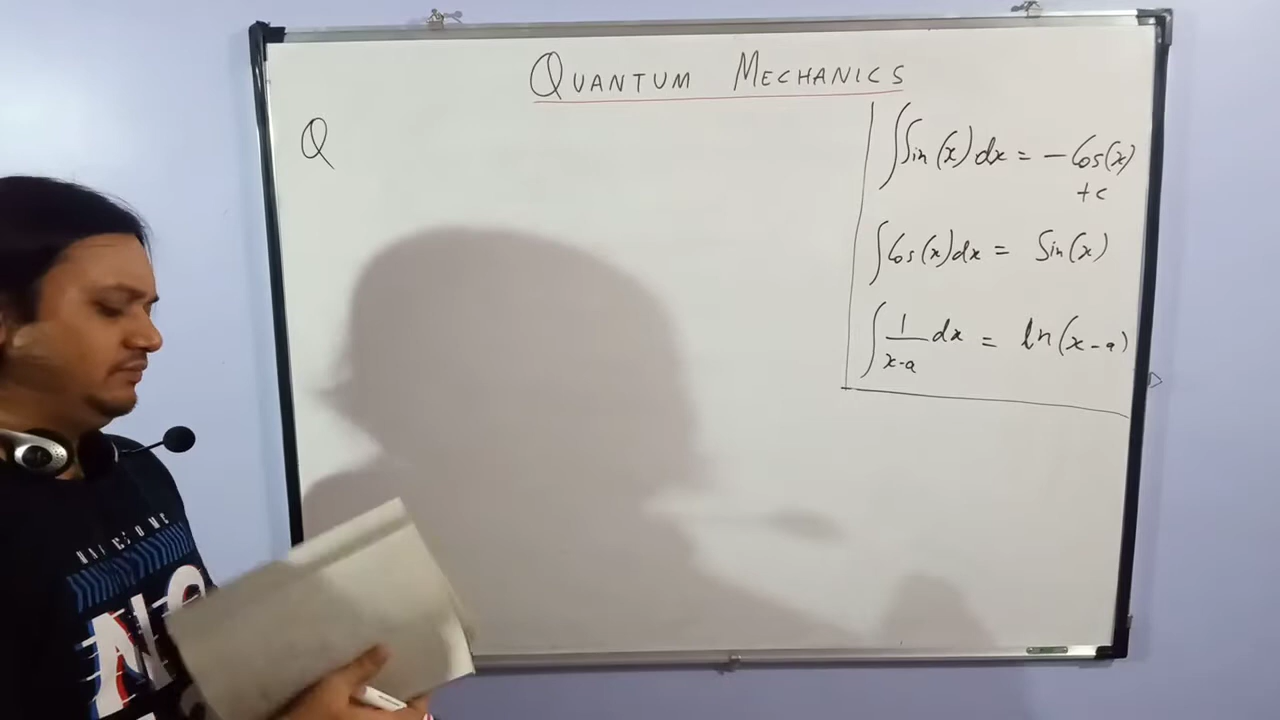 QUANTUM MECHANICS
Q
∫Sin(x)dx = -Cos(x)
+c
∫Cos(x)dx = Sin(x)
∫1/(x-a) dx = ln(x-a)